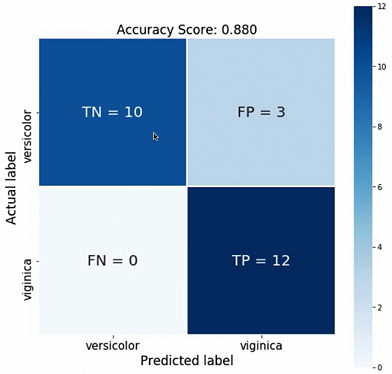 Accuracy Score: 0.880
12
10
8
6
4
2
0
Actual label
versicolor
viginica
TN = 10
FP = 3
FN = 0
TP = 12
versicolor
viginica
Predicted label